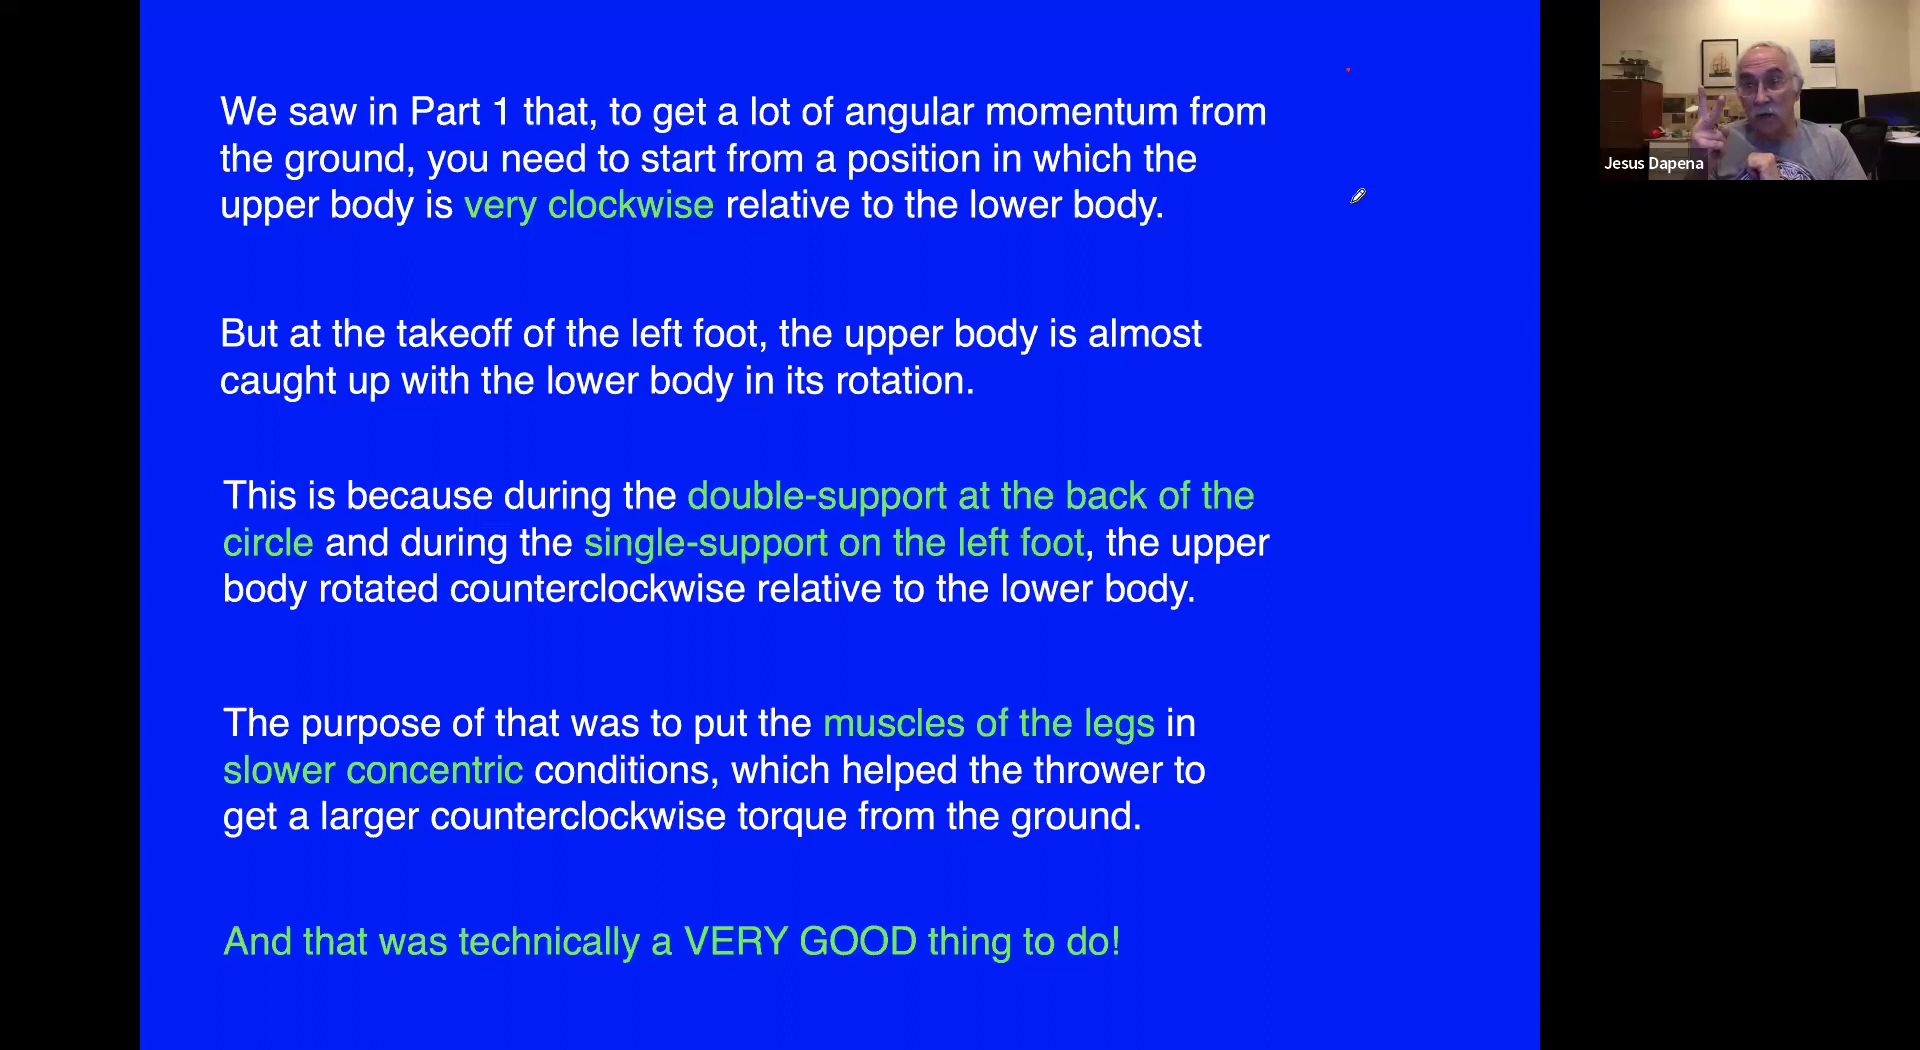 We saw in Part 1 that, to get a lot of angular momentum from
the ground, you need to start from a position in which the
upper body is very clockwise relative to the lower body.
But at the takeoff of the left foot, the upper body is almost
caught up with the lower body in its rotation.
This is because during the double-support at the back of the
circle and during the single-support on the left foot, the upper
body rotated counterclockwise relative to the lower body.
The purpose of that was to put the muscles of the legs in
slower concentric conditions, which helped the thrower to
get a larger counterclockwise torque from the ground.
And that was technically a VERY GOOD thing to do!
Jesus Dapena